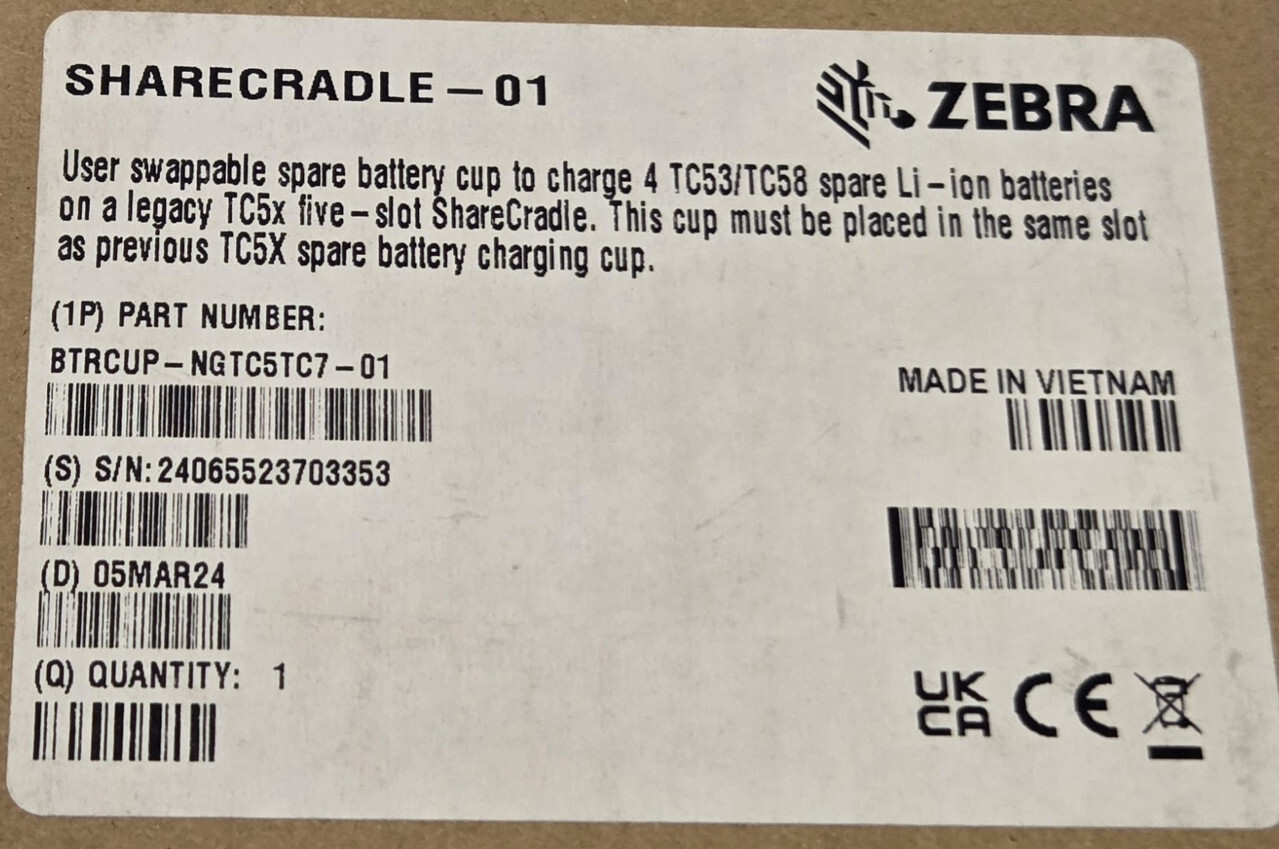 SHARECRADLE-01
ZEBRA
User swappable spare battery cup to charge 4 TC53/TC58 spare Li-ion batteries
on a legacy TC5x five-slot ShareCradle. This cup must be placed in the same slot
as previous TC5X spare battery charging cup.
(1P) PART NUMBER:
BTRCUP-NGTC5TC7-01
MADE IN VIETNAM
(S) S/N: 24065523703353
(D) 05MAR24
(Q) QUANTITY: 1
UK
CA
CE